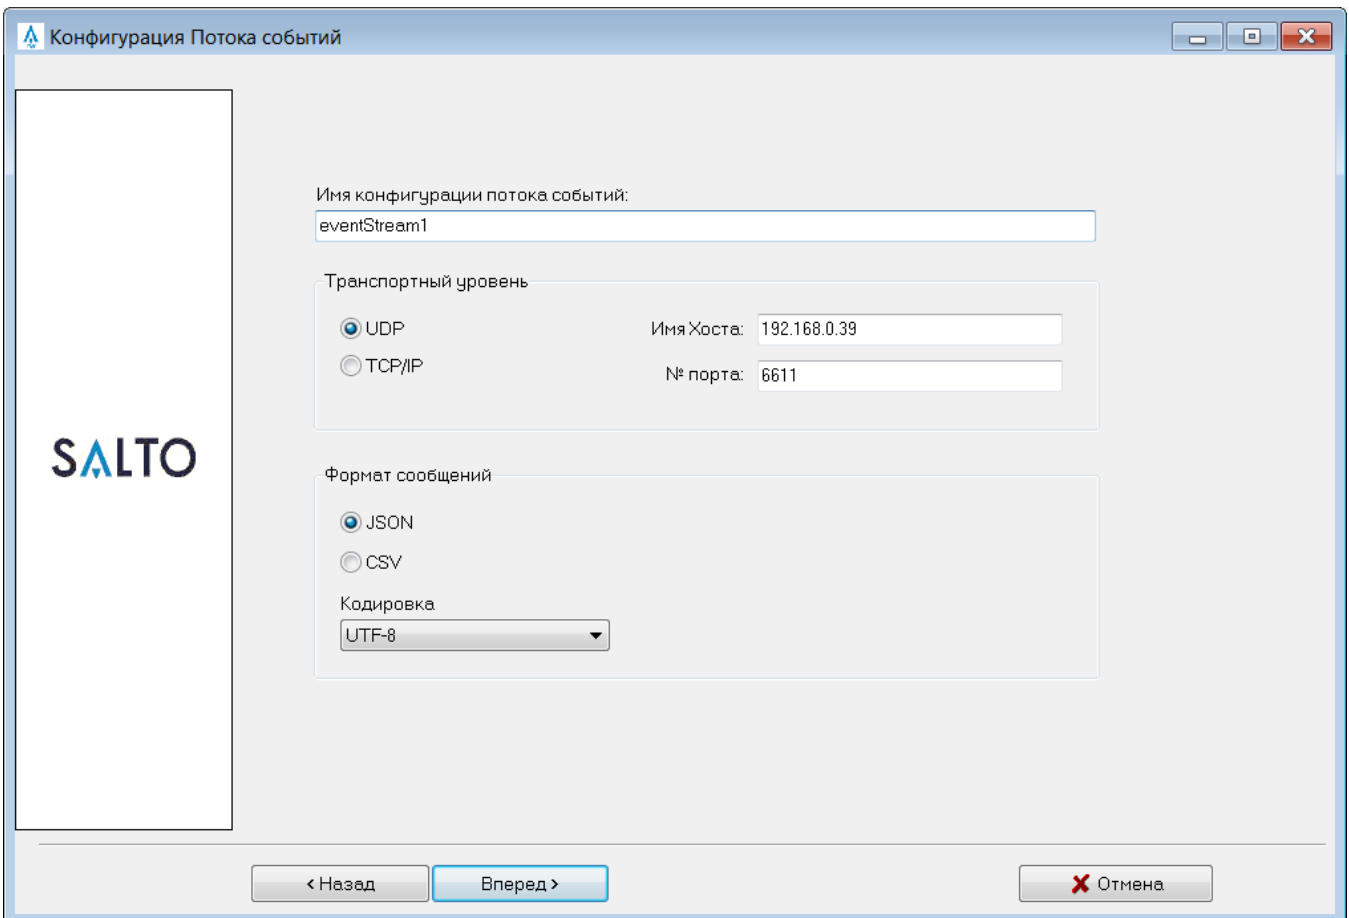 Конфигурация Потока событий
Имя конфигурации потока событий:
eventStream1
Транспортный уровень
UDP
Имя Хоста: 192.168.0.39
TCP/IP
№ порта: 6611
SALTO
Формат сообщений
JSON
CSV
Кодировка
UTF-8
< Назад
Вперед >
Отмена